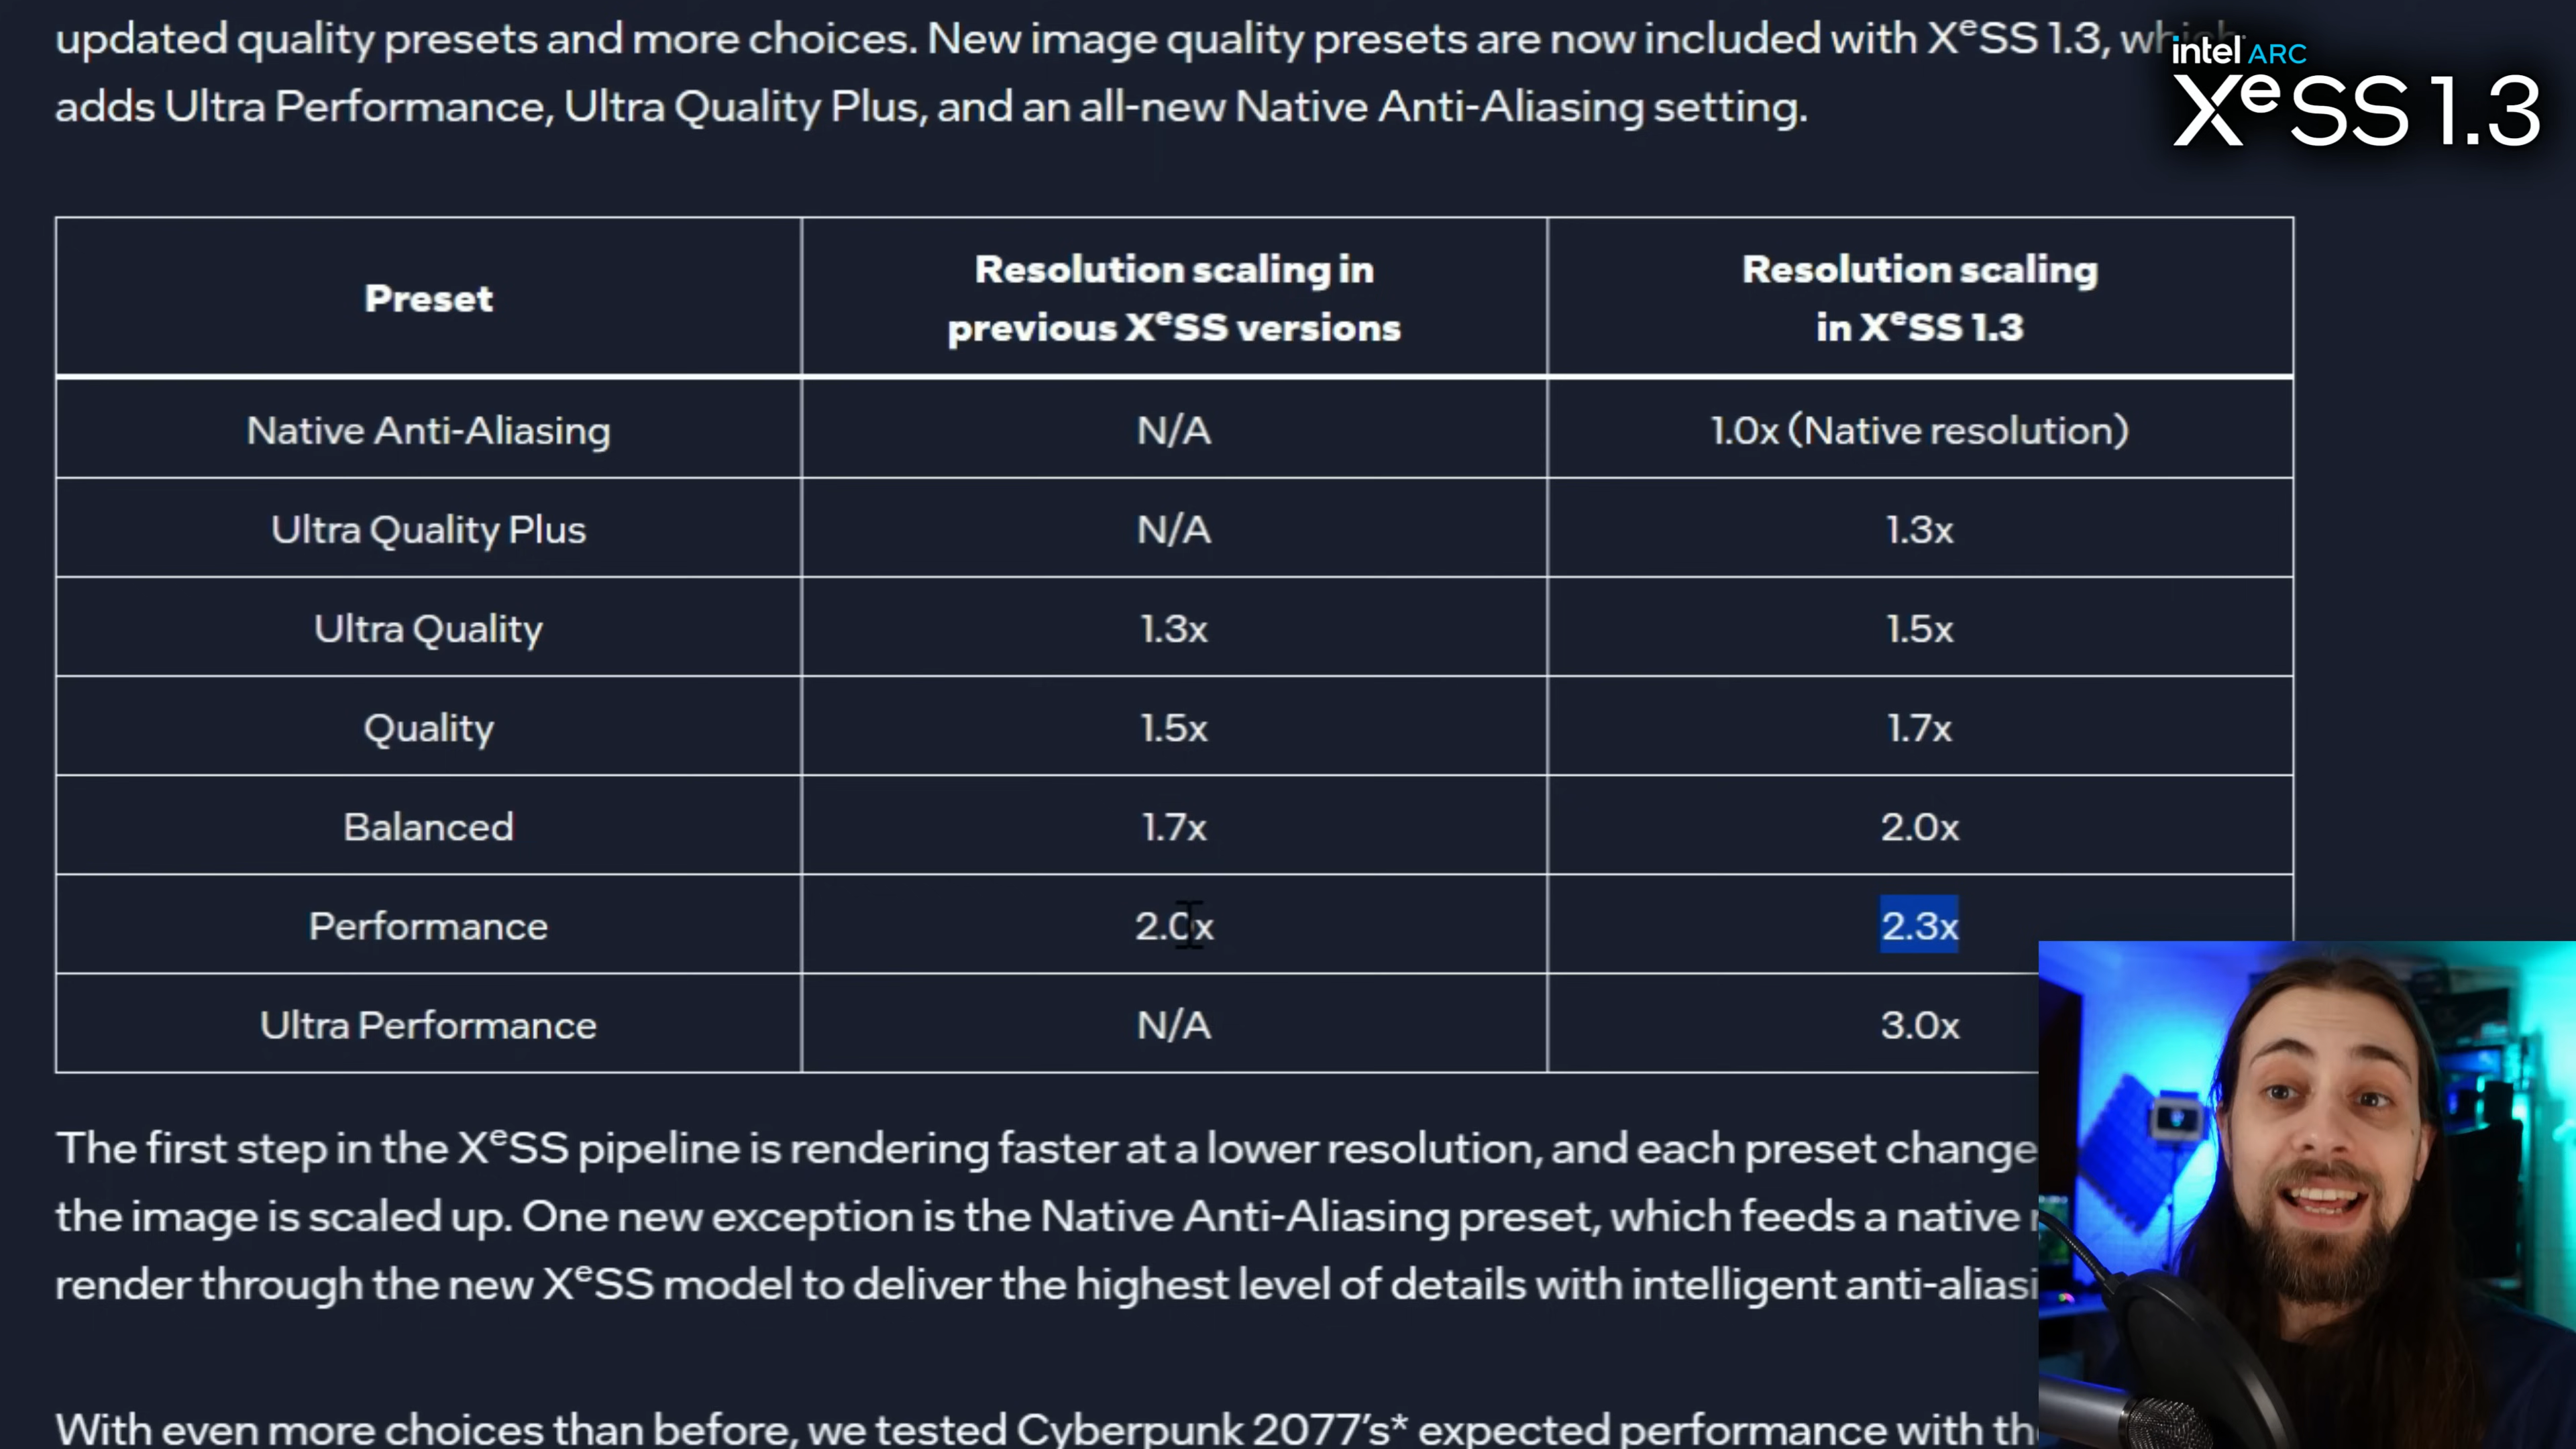 updated quality presets and more choices. New image quality presets are now included with XᵉSS 1.3, which
adds Ultra Performance, Ultra Quality Plus, and an all-new Native Anti-Aliasing setting.
intel ARC
XᵉSS 1.3
Preset
Resolution scaling in
previous XᵉSS versions
Resolution scaling
in XᵉSS 1.3
Native Anti-Aliasing
N/A
1.0x (Native resolution)
Ultra Quality Plus
N/A
1.3x
Ultra Quality
1.3x
1.5x
Quality
1.5x
1.7x
Balanced
1.7x
2.0x
Performance
2.0x
2.3x
Ultra Performance
N/A
3.0x
The first step in the XᵉSS pipeline is rendering faster at a lower resolution, and each preset change
the image is scaled up. One new exception is the Native Anti-Aliasing preset, which feeds a native
render through the new XᵉSS model to deliver the highest level of details with intelligent anti-aliasi
With even more choices than before, we tested Cyberpunk 2077's* expected performance with th